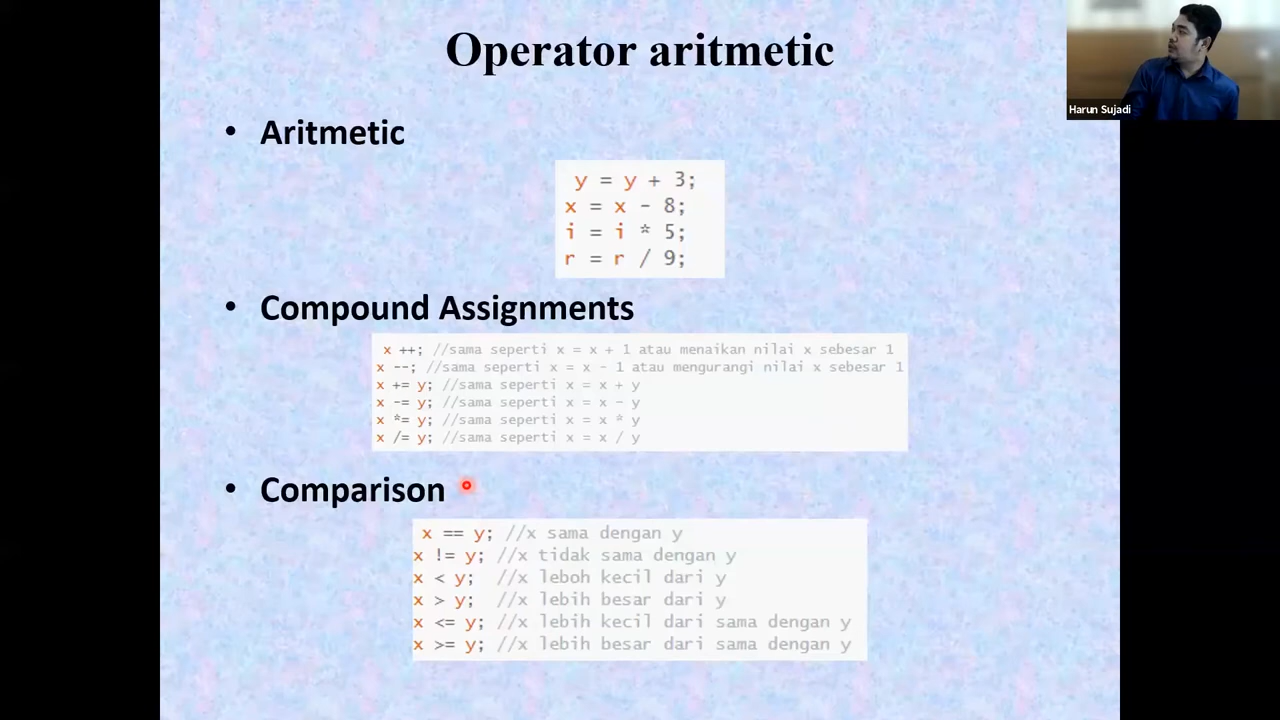 Operator aritmetic
Harun Sujadi
• Aritmetic
y = y + 3;
x = x - 8;
i = i * 5;
r = r / 9;
• Compound Assignments
x ++; //sama seperti x = x + 1 atau menaikan nilai x sebesar 1
x --; //sama seperti x = x - 1 atau mengurangi nilai x sebesar 1
x += y; //sama seperti x = x + y
x -= y; //sama seperti x = x - y
x *= y; //sama seperti x = x * y
x /= y; //sama seperti x = x / y
• Comparison
x == y; //x sama dengan y
x != y; //x tidak sama dengan y
x < y; //x leboh kecil dari y
x > y; //x lebih besar dari y
x <= y; //x lebih kecil dari sama dengan y
x >= y; //x lebih besar dari sama dengan y